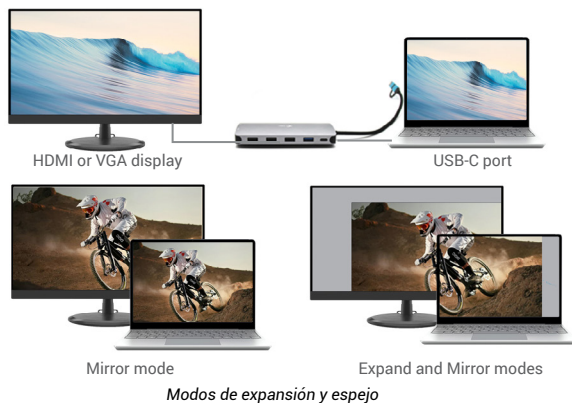 HDMI or VGA display
USB-C port
Mirror mode
Expand and Mirror modes
Modos de expansión y espejo